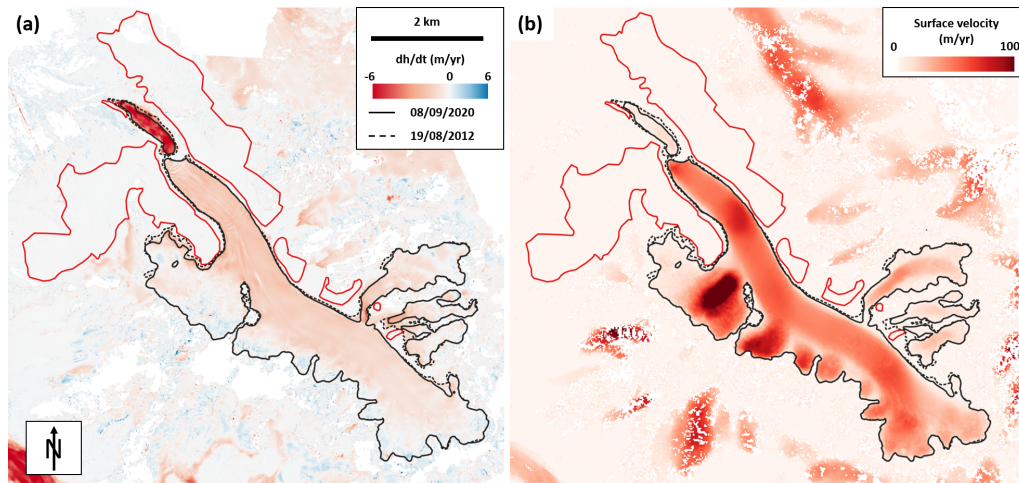 (a)
2 km
dh/dt (m/yr)
-6 0 6
08/09/2020
19/08/2012
N
(b)
Surface velocity
(m/yr)
0 100